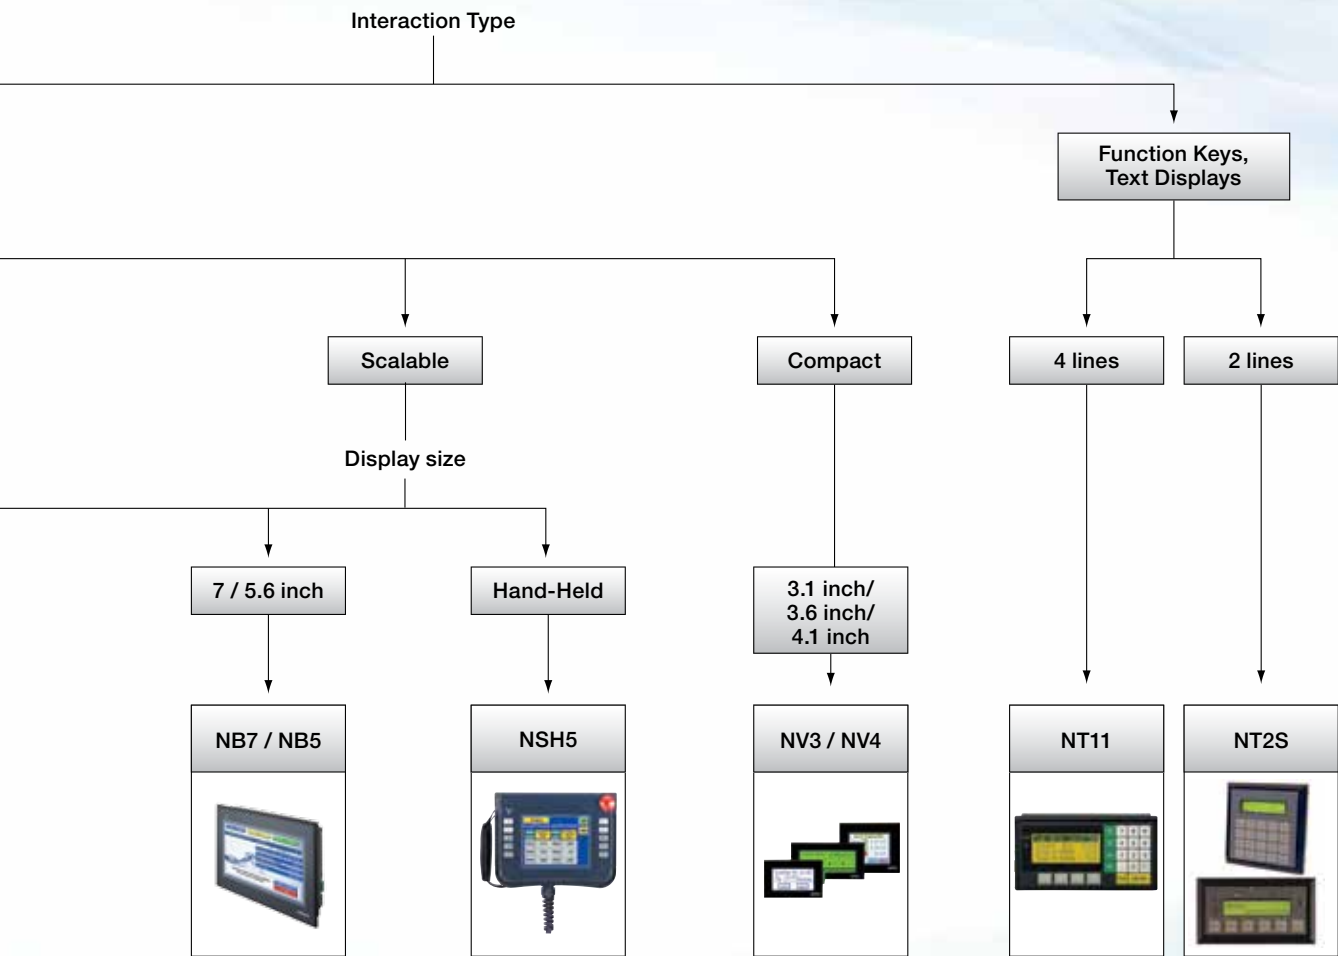 Interaction Type
Function Keys,
Text Displays
Scalable
Compact
4 lines
2 lines
Display size
7 / 5.6 inch
Hand-Held
3.1 inch/
3.6 inch/
4.1 inch
NB7 / NB5
NSH5
NV3 / NV4
NT11
NT2S